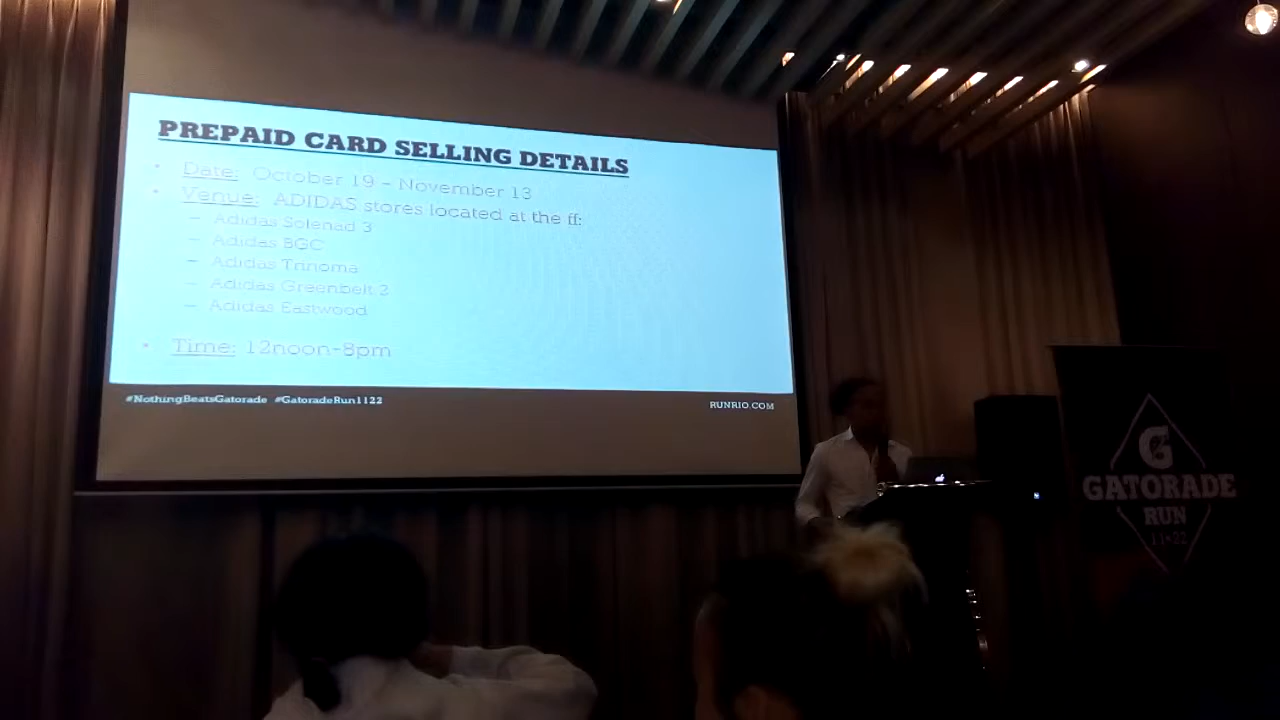 PREPAID CARD SELLING DETAILS
• Date: October 19 - November 13
• Venue: ADIDAS stores located at the ff:
– Adidas Solenad 3
– Adidas BGC
– Adidas Trinoma
– Adidas Greenbelt 2
– Adidas Eastwood
• Time: 12noon-8pm
#NothingBeatsGatorade #GatoradeRun1122
RUNRIO.COM
G
GATORADE
RUN
11•22